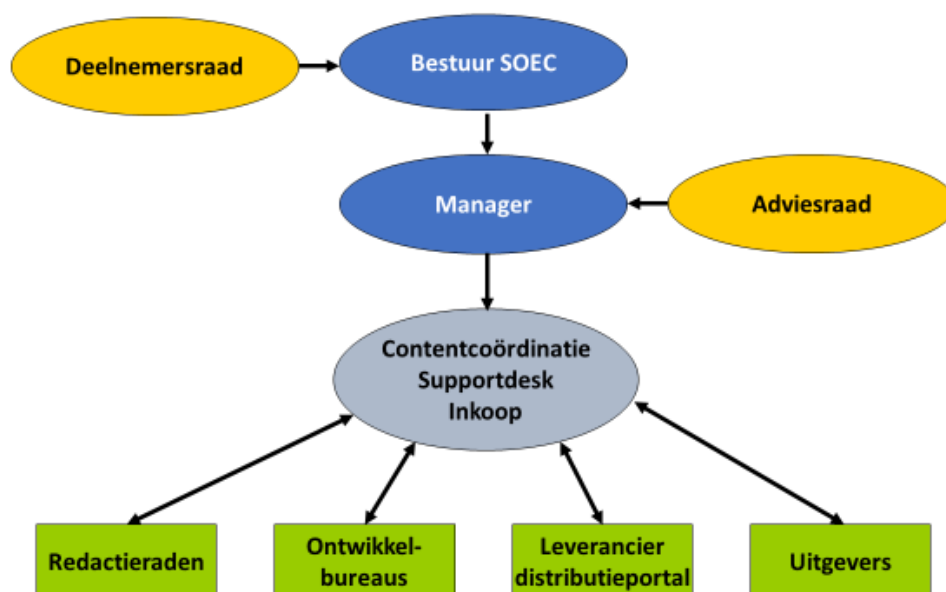 Deelnemersraad
Bestuur SOEC
Manager
Adviesraad
Contentcoördinatie
Supportdesk
Inkoop
Redactieraden
Ontwikkel-
bureaus
Leverancier
distributieportal
Uitgevers